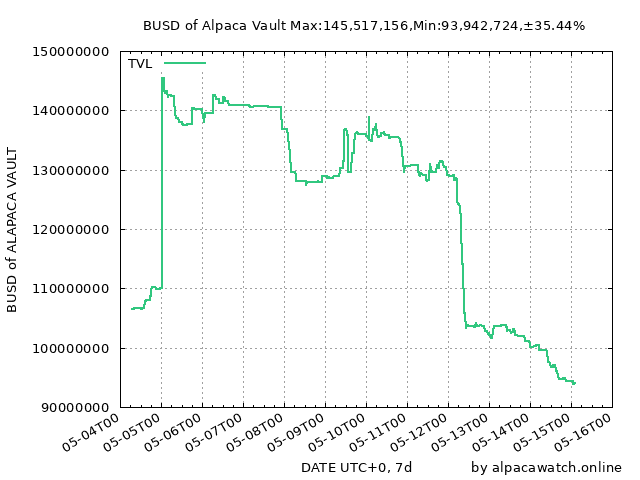 BUSD of Alpaca Vault Max:145,517,156,Min:93,942,724,±35.44%
TVL
BUSD of ALAPACA VAULT
150000000
140000000
130000000
120000000
110000000
100000000
90000000
05-04T00
05-05T00
05-06T00
05-07T00
05-08T00
05-09T00
05-10T00
05-11T00
05-12T00
05-13T00
05-14T00
05-15T00
05-16T00
DATE UTC+0, 7d
by alpacawatch.online